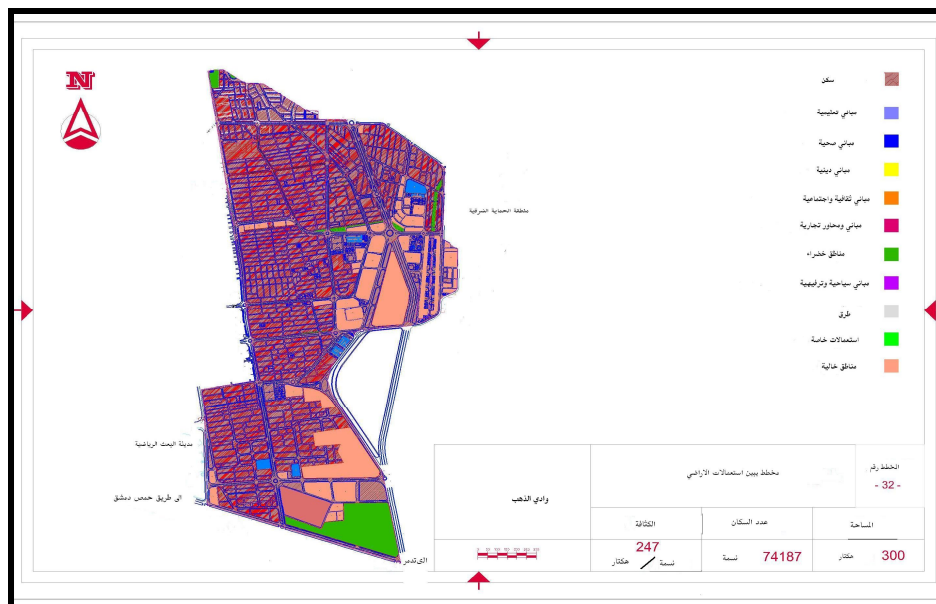 N
سكن
مباني تعليمية
مباني صحية
مباني دينية
مباني ثقافية واجتماعية
مباني ومحاور تجارية
مناطق خضراء
مباني سياحية وترفيهية
طرق
استعمالات خاصة
مناطق خالية
منطقة الحماية الشرقية
مدينة البعث الرياضية
الى طريق حمص دمشق
الى تدمر
المخطط رقم
- 32 -
مخطط يبين استعمالات الاراضي
وادي الذهب
المساحة
عدد السكان
الكثافة
300 هكتار
74187 نسمة
247
نسمة / هكتار